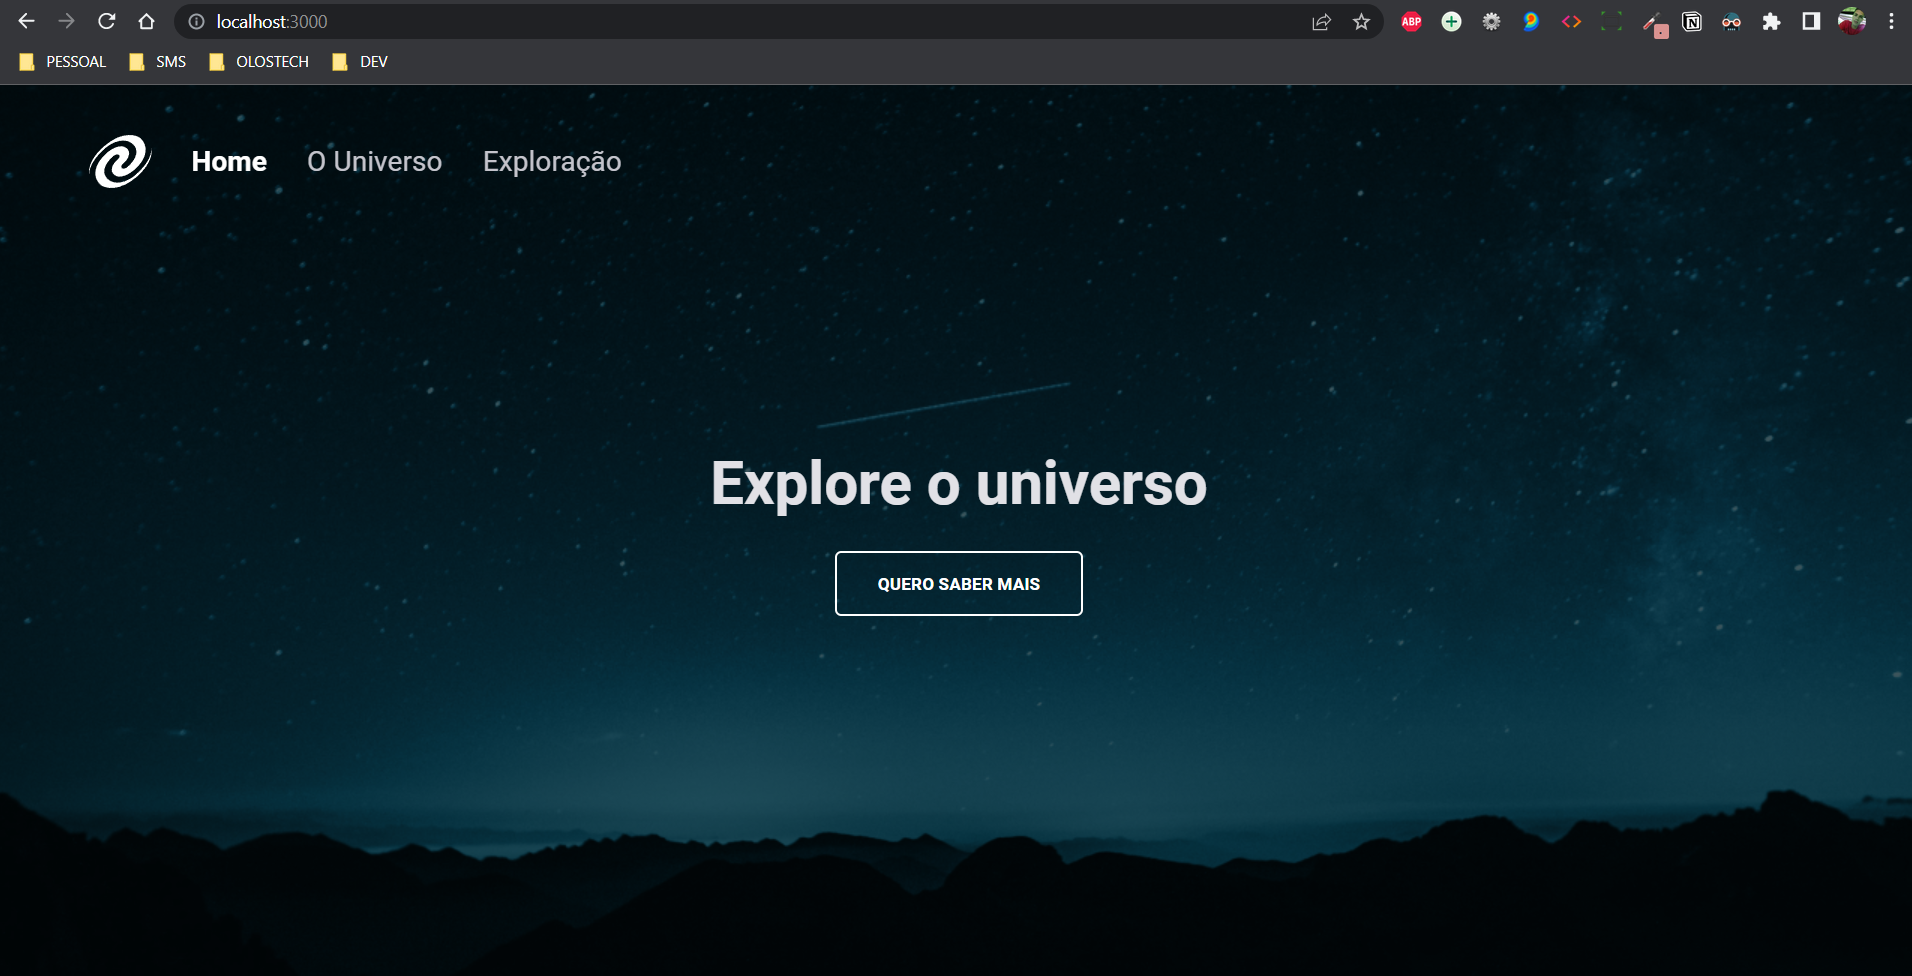 localhost:3000
ABP
N
PESSOAL SMS OLOSTECH DEV
Home O Universo Exploração
Explore o universo
QUERO SABER MAIS